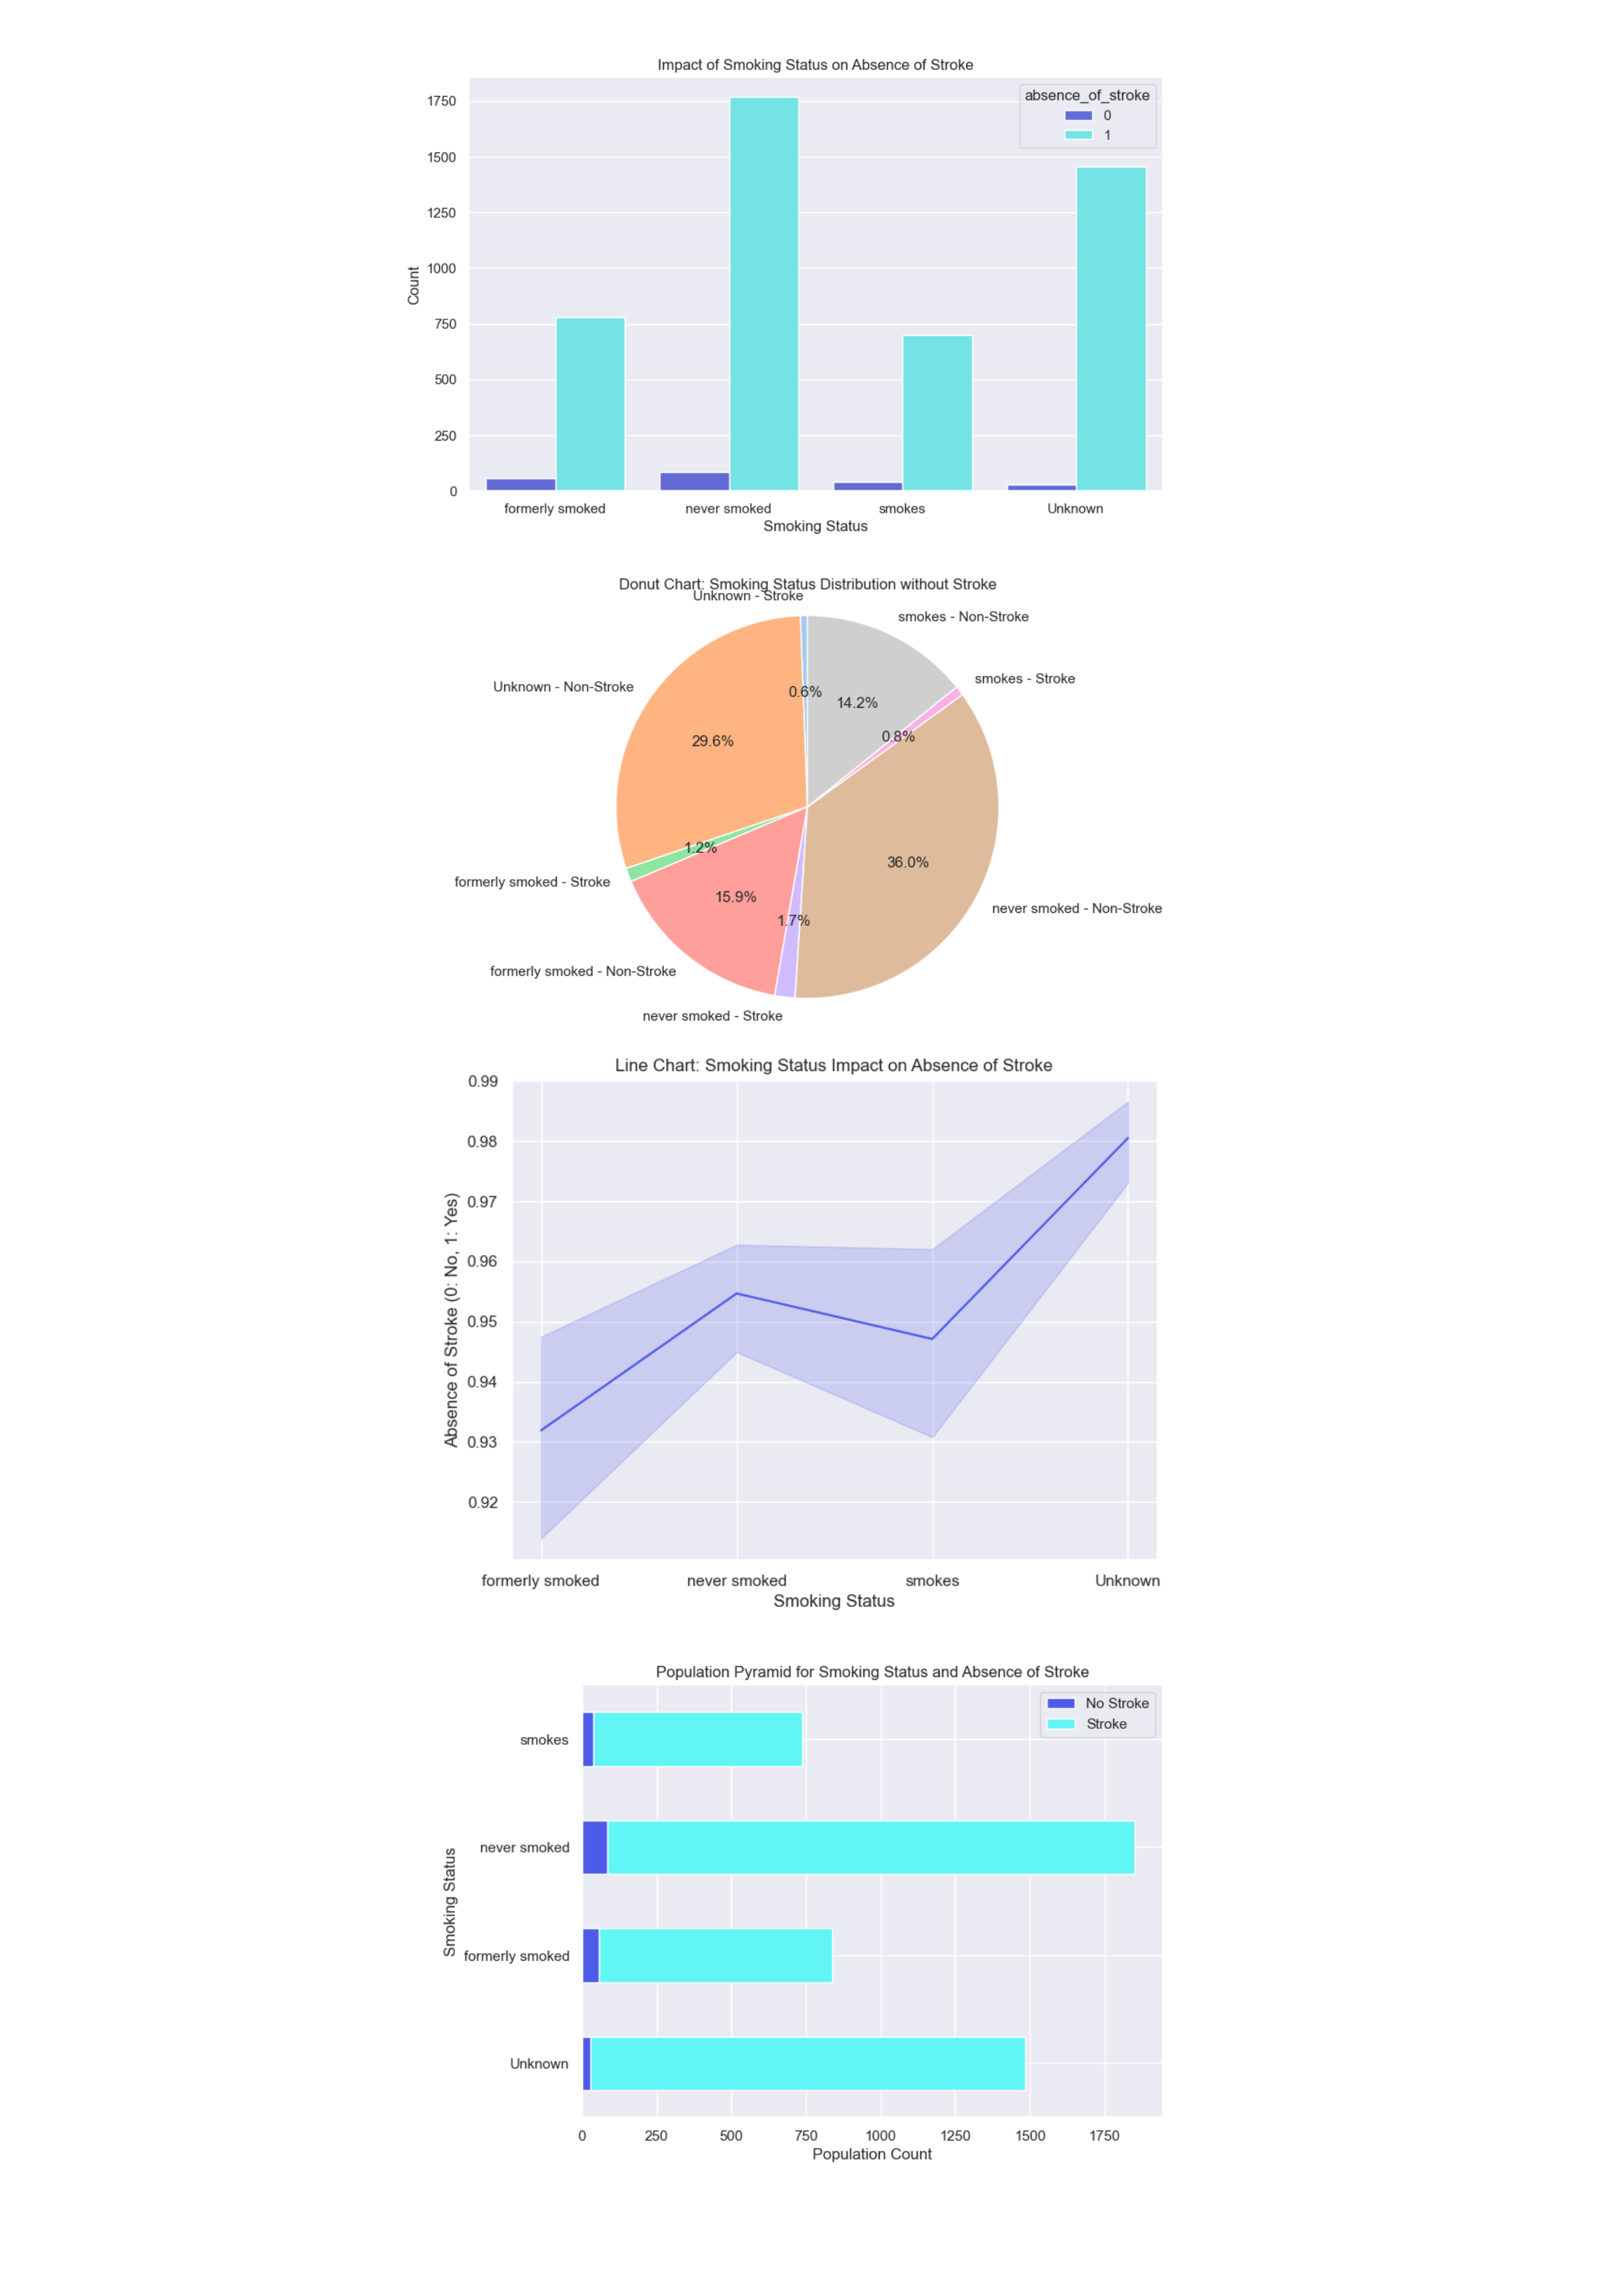 Impact of Smoking Status on Absence of Stroke
absence_of_stroke
0
1
1750
1500
1250
1000
750
500
250
0
Count
formerly smoked
never smoked
smokes
Unknown
Smoking Status
Donut Chart: Smoking Status Distribution without Stroke
Unknown - Stroke
smokes - Non-Stroke
smokes - Stroke
Unknown - Non-Stroke
0.6%
14.2%
0.8%
29.6%
1.2%
36.0%
formerly smoked - Stroke
15.9%
never smoked - Non-Stroke
1.7%
formerly smoked - Non-Stroke
never smoked - Stroke
Line Chart: Smoking Status Impact on Absence of Stroke
0.99
0.98
0.97
0.96
0.95
0.94
0.93
0.92
Absence of Stroke (0: No, 1: Yes)
formerly smoked
never smoked
smokes
Unknown
Smoking Status
Population Pyramid for Smoking Status and Absence of Stroke
No Stroke
Stroke
smokes
never smoked
formerly smoked
Unknown
Smoking Status
0
250
500
750
1000
1250
1500
1750
Population Count